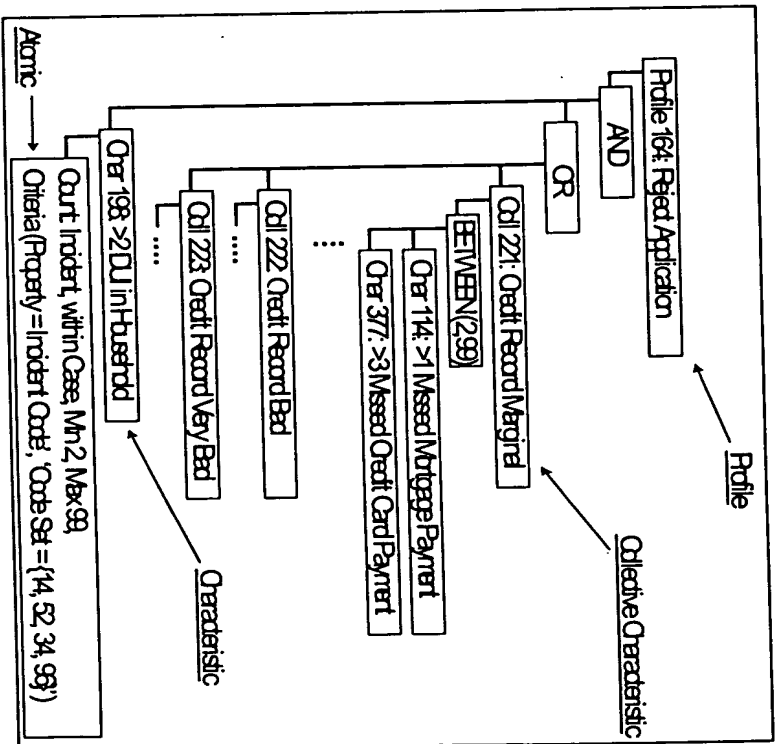 Profile
Profile 164: Reject Application
AND
Collective Characteristic
OR
Coll 221: Credit Record Marginal
BETWEEN(2,99)
Char 114: >1 Missed Mortgage Payment
Char 377: >3 Missed Credit Card Payment
....
Coll 222: Credit Record Bad
....
Coll 223: Credit Record Very Bad
....
Characteristic
Char 198: >2 DUI in Household
Atomic
Count: Incident, within Case, Min 2, Max 99,
Criteria (Property = Incident Code', 'Code Set = {14, 52, 34, 96}')